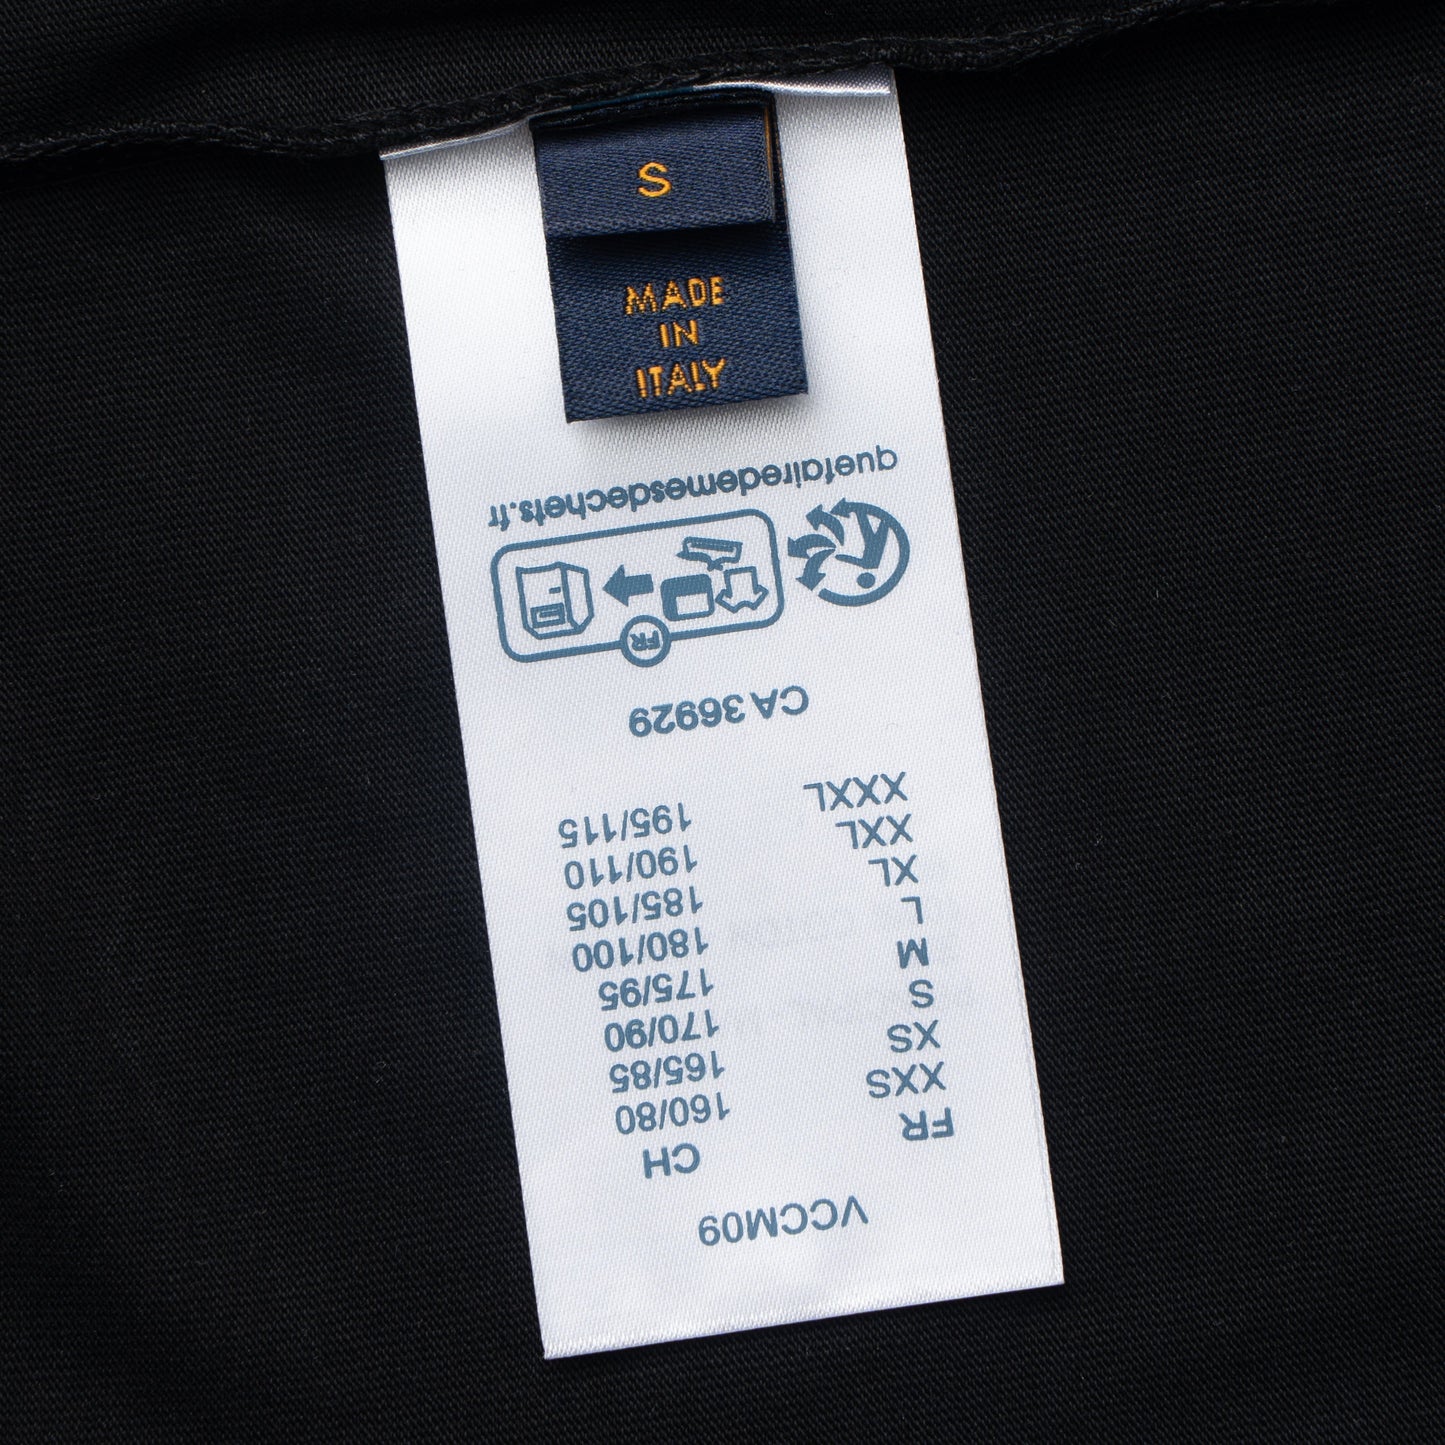 S
MADE
IN
ITALY
VCCM09
FR CH
XXS 160/80
XS 165/85
S 170/90
M 175/95
L 180/100
XL 185/105
XXL 190/110
XXXL 195/115
CA 36929
FR
quefairedemesdechets.fr